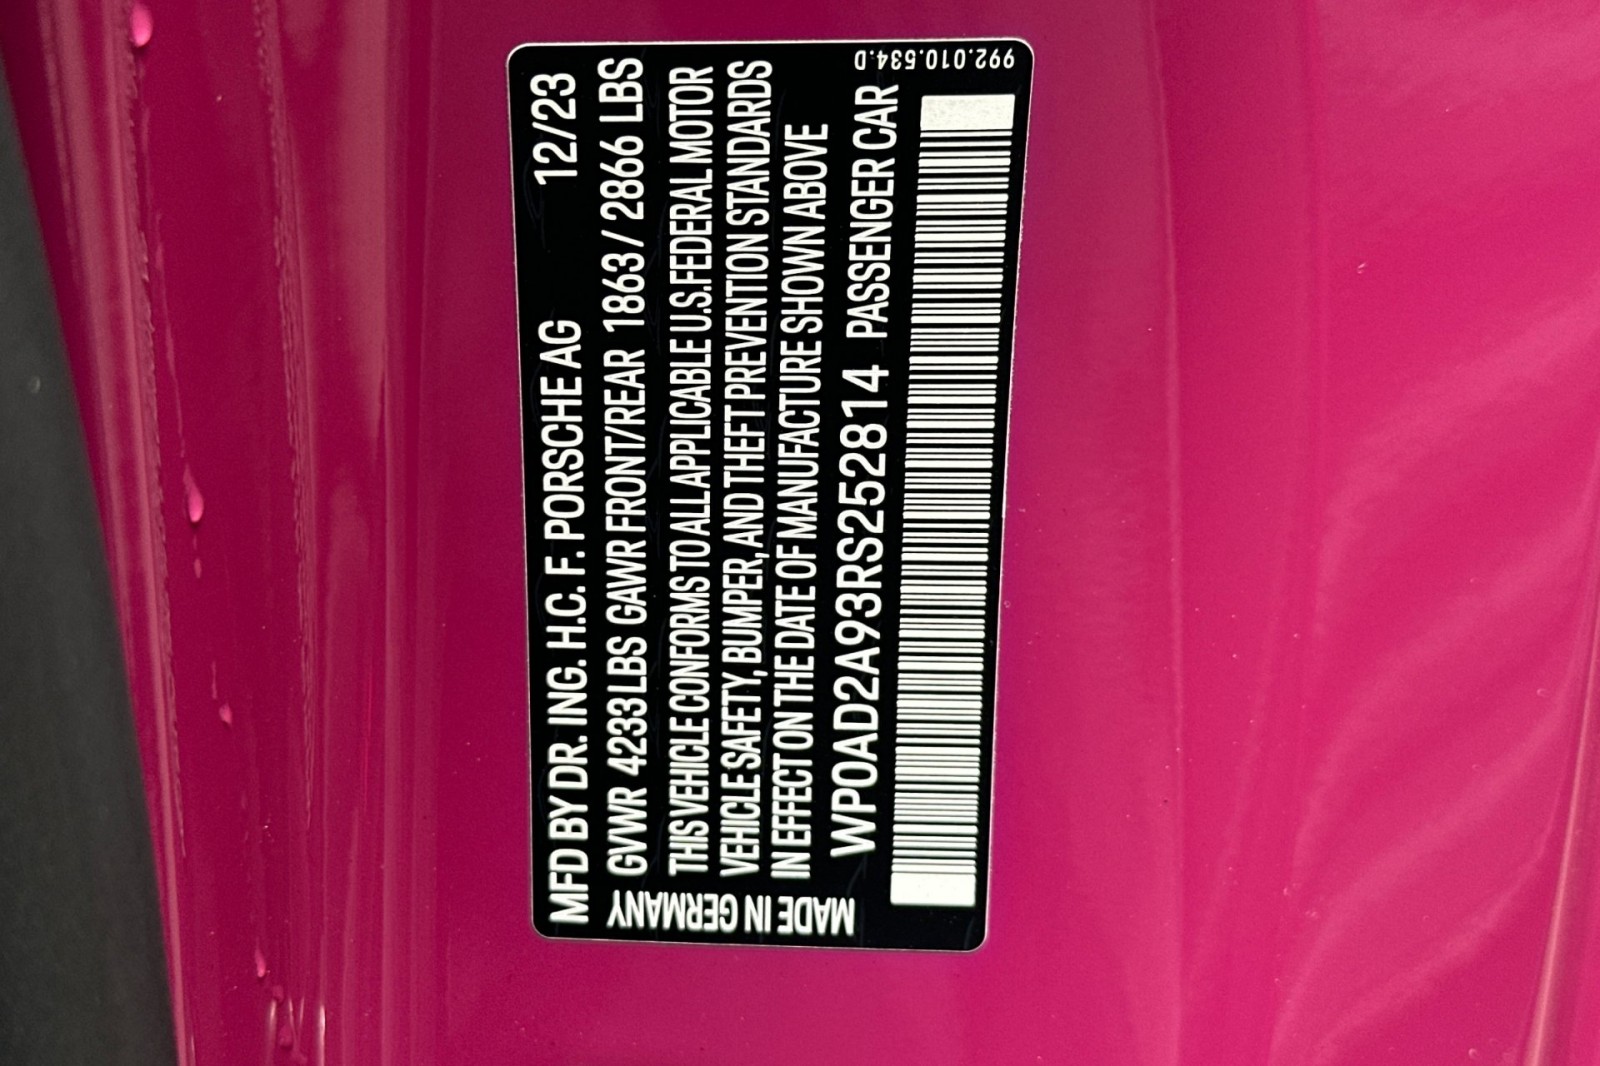 MFD BY DR. ING. H.C. F. PORSCHE AG 12/23
GVWR 4233 LBS GAWR FRONT/REAR 1863 / 2866 LBS
THIS VEHICLE CONFORMS TO ALL APPLICABLE U.S. FEDERAL MOTOR
VEHICLE SAFETY, BUMPER, AND THEFT PREVENTION STANDARDS
IN EFFECT ON THE DATE OF MANUFACTURE SHOWN ABOVE
WP0AD2A93RS252814 PASSENGER CAR
MADE IN GERMANY
992.010.534.D